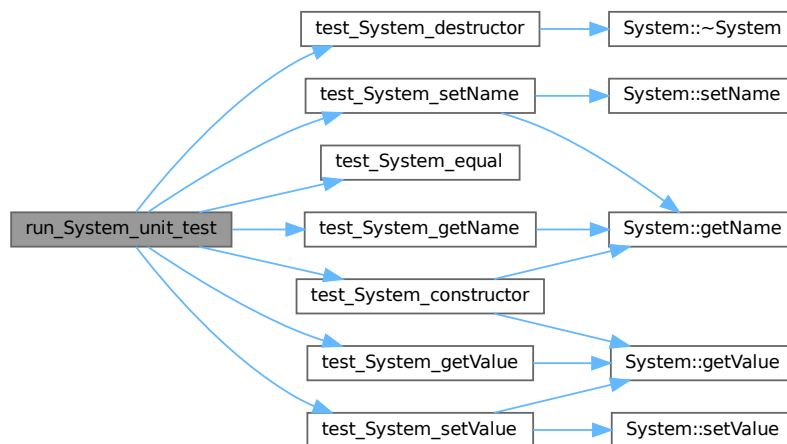 test_System_destructor
System::~System
test_System_setName
System::setName
test_System_equal
run_System_unit_test
test_System_getName
System::getName
test_System_constructor
test_System_getValue
System::getValue
test_System_setValue
System::setValue